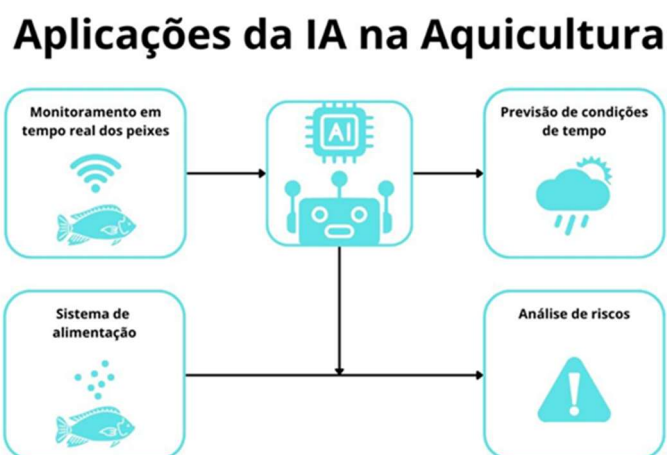 Aplicações da IA na Aquicultura
Monitoramento em
tempo real dos peixes
AI
Previsão de condições
de tempo
Sistema de
alimentação
Análise de riscos